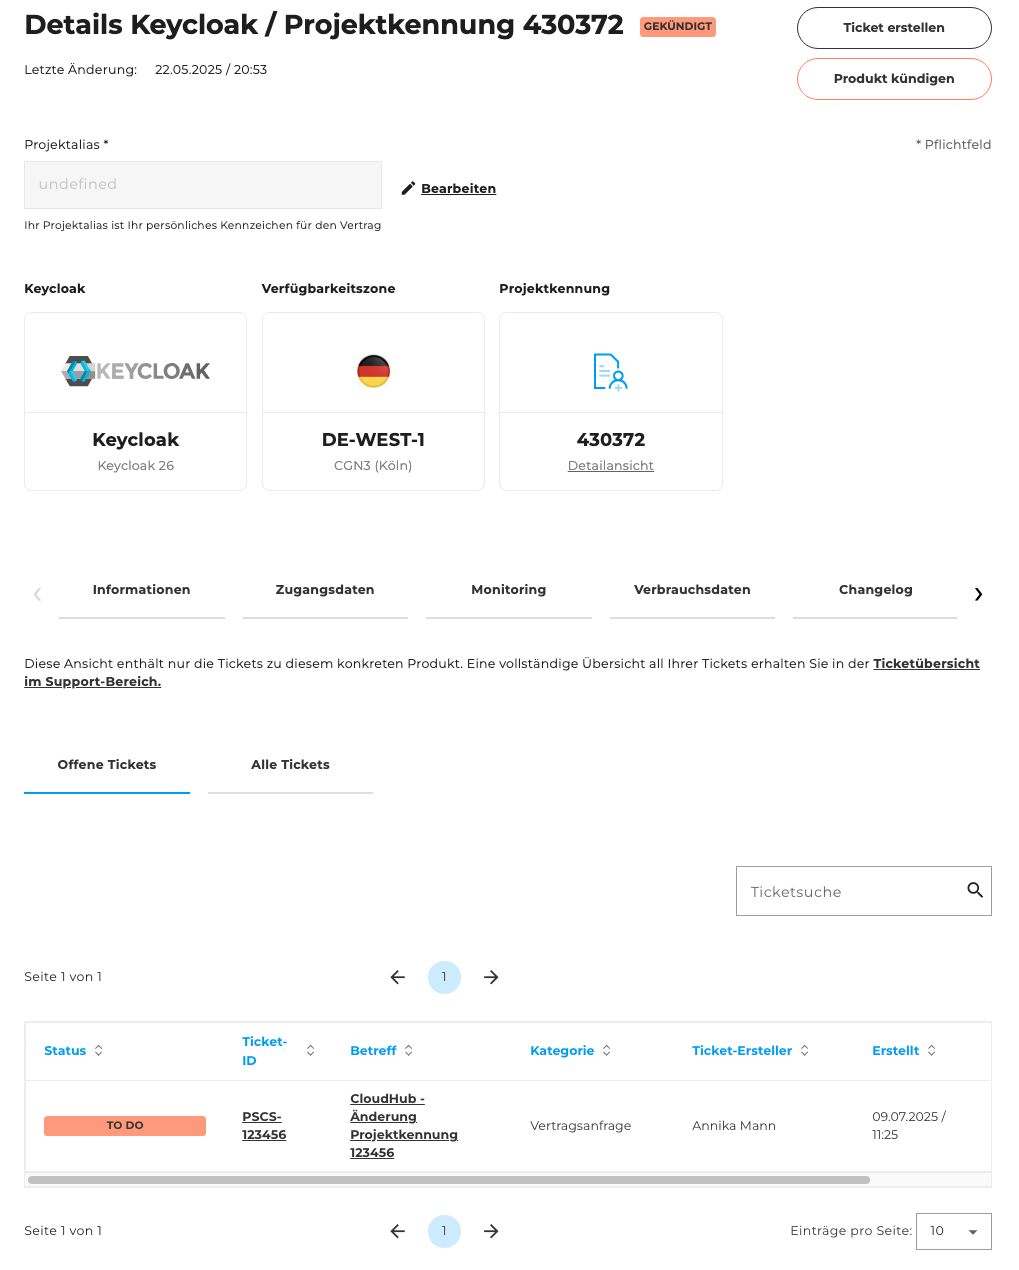 Details Keycloak / Projektkennung 430372 GEKÜNDIGT
Ticket erstellen
Letzte Änderung: 22.05.2025 / 20:53
Produkt kündigen
Projektalias *
* Pflichtfeld
undefined
Bearbeiten
Ihr Projektalias ist Ihr persönliches Kennzeichen für den Vertrag
Keycloak Verfügbarkeitszone Projektkennung
KEYCLOAK
Keycloak DE-WEST-1 430372
Keycloak 26 CGN3 (Köln) Detailansicht
Informationen Zugangsdaten Monitoring Verbrauchsdaten Changelog
Diese Ansicht enthält nur die Tickets zu diesem konkreten Produkt. Eine vollständige Übersicht all Ihrer Tickets erhalten Sie in der Ticketübersicht
im Support-Bereich.
Offene Tickets Alle Tickets
Ticketsuche
Seite 1 von 1 1
Status Ticket-ID Betreff Kategorie Ticket-Ersteller Erstellt
TO DO
PSCS-
123456
CloudHub -
Änderung
Projektkennung
123456
Vertragsanfrage
Annika Mann
09.07.2025 /
11:25
Seite 1 von 1 1 Einträge pro Seite: 10